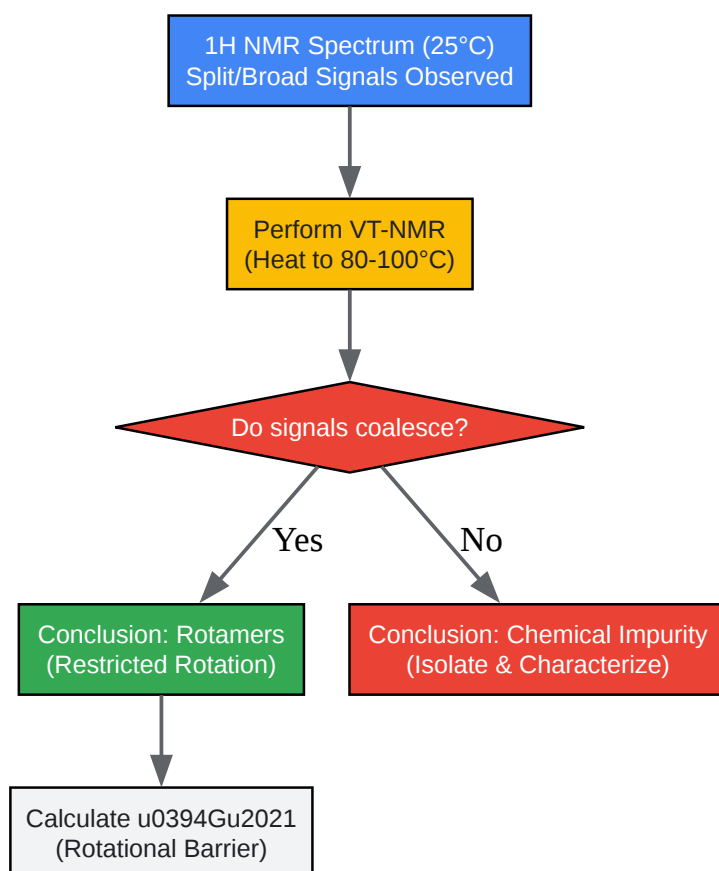 1H NMR Spectrum (25°C)
Split/Broad Signals Observed
Perform VT-NMR
(Heat to 80-100°C)
Do signals coalesce?
Yes
No
Conclusion: Rotamers
(Restricted Rotation)
Conclusion: Chemical Impurity
(Isolate & Characterize)
Calculate u0394Gu2021
(Rotational Barrier)